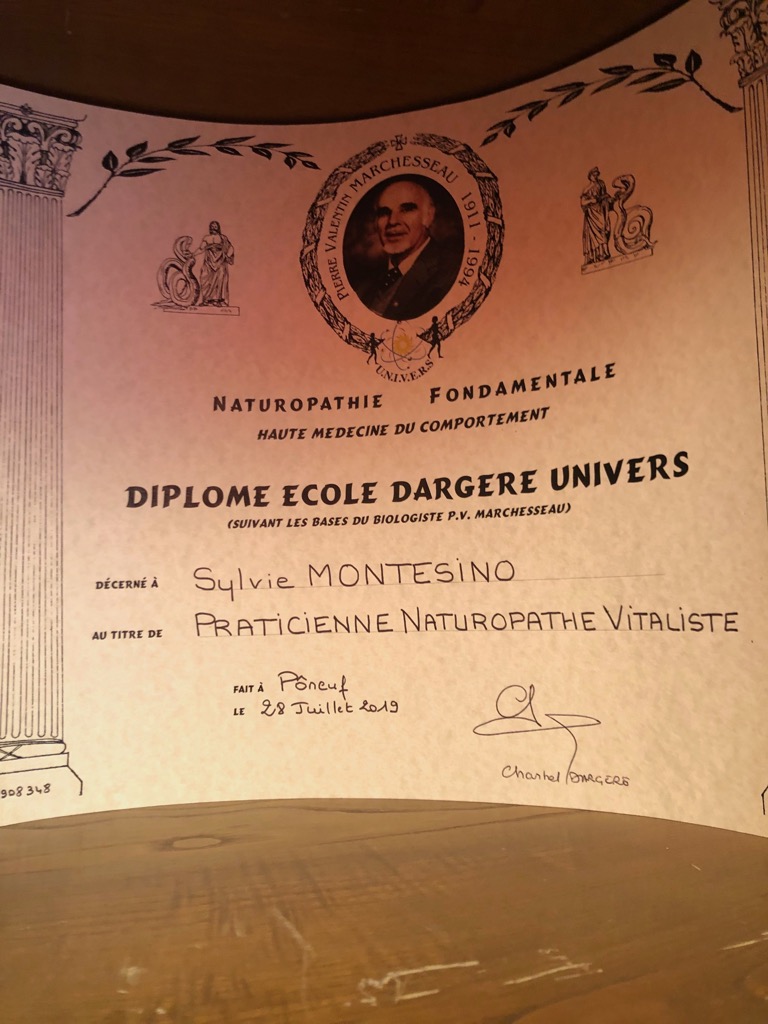 PIERRE VALENTIN MARCHESSEAU 1911 - 1994
U.N.I.V.E.R.S
NATUROPATHIE FONDAMENTALE
HAUTE MEDECINE DU COMPORTEMENT
DIPLOME ECOLE DARGERE UNIVERS
(SUIVANT LES BASES DU BIOLOGISTE P.V. MARCHESSEAU)
DÉCERNÉ À Sylvie MONTESINO
AU TITRE DE PRATICIENNE NATUROPATHE VITALISTE
FAIT À Pôneuf
LE 28 Juillet 2019
Chantal DARGERE
908348